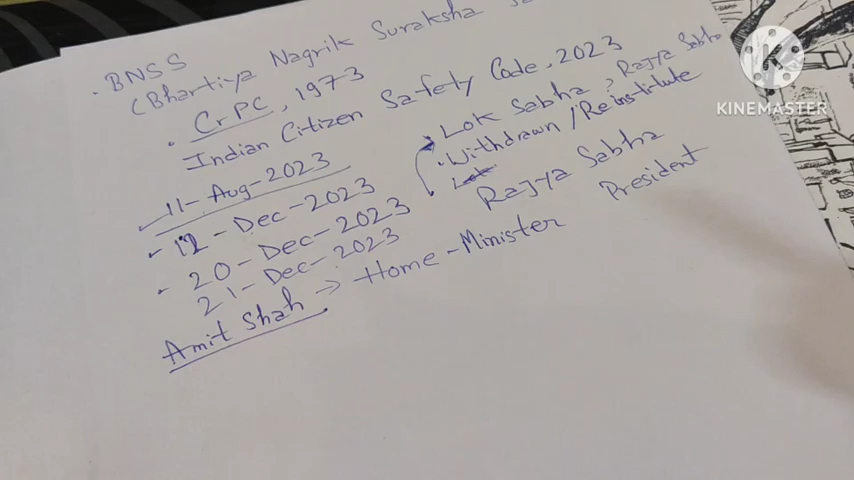 BNSS
(Bhartiya Nagrik Suraksha
CrPC, 1973
Indian Citizen Safety Code, 2023
11-Aug-2023 Lok Sabha, Rajya Sabha
12-Dec-2023 Withdrawn/Reinstitute
20-Dec-2023
21-Dec-2023 Rajya Sabha President
Amit Shah → Home-Minister
KINEMASTER